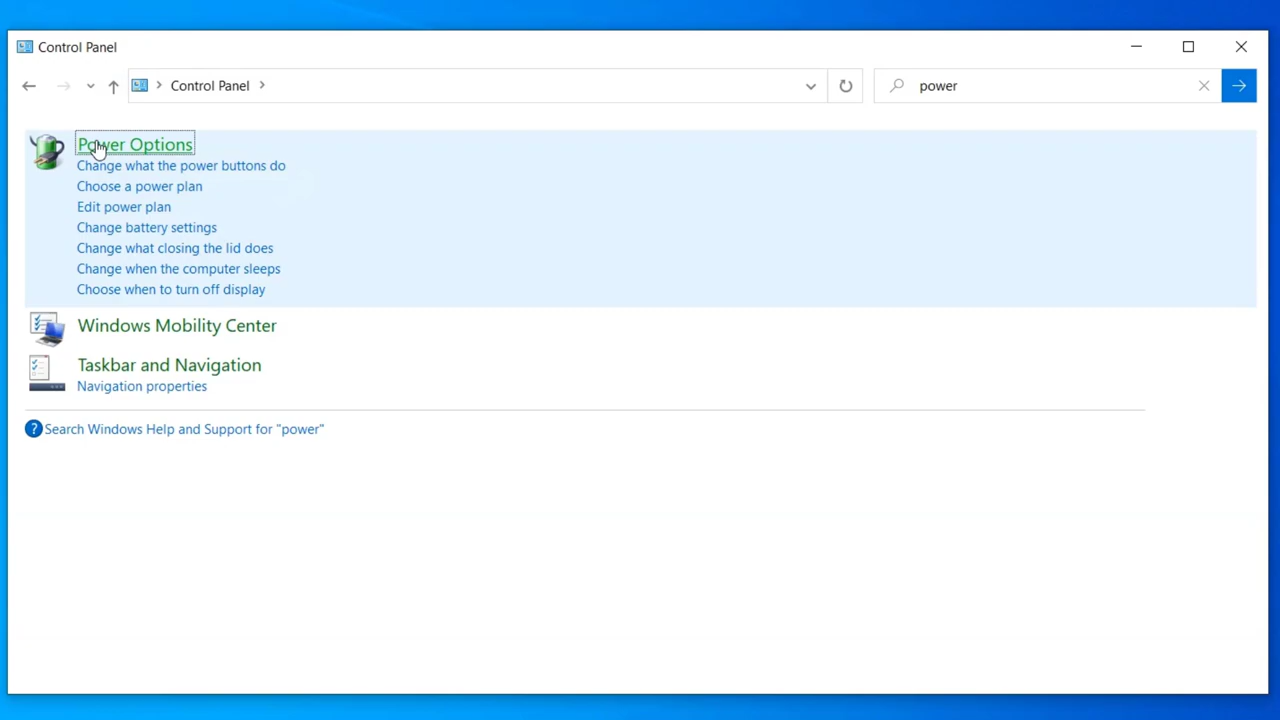 Control Panel
Control Panel
power
Power Options
Change what the power buttons do
Choose a power plan
Edit power plan
Change battery settings
Change what closing the lid does
Change when the computer sleeps
Choose when to turn off display
Windows Mobility Center
Taskbar and Navigation
Navigation properties
Search Windows Help and Support for "power"